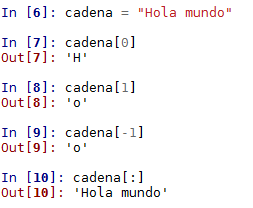 In [6]: cadena = "Hola mundo"
In [7]: cadena[0]
Out[7]: 'H'
In [8]: cadena[1]
Out[8]: 'o'
In [9]: cadena[-1]
Out[9]: 'o'
In [10]: cadena[:]
Out[10]: 'Hola mundo'